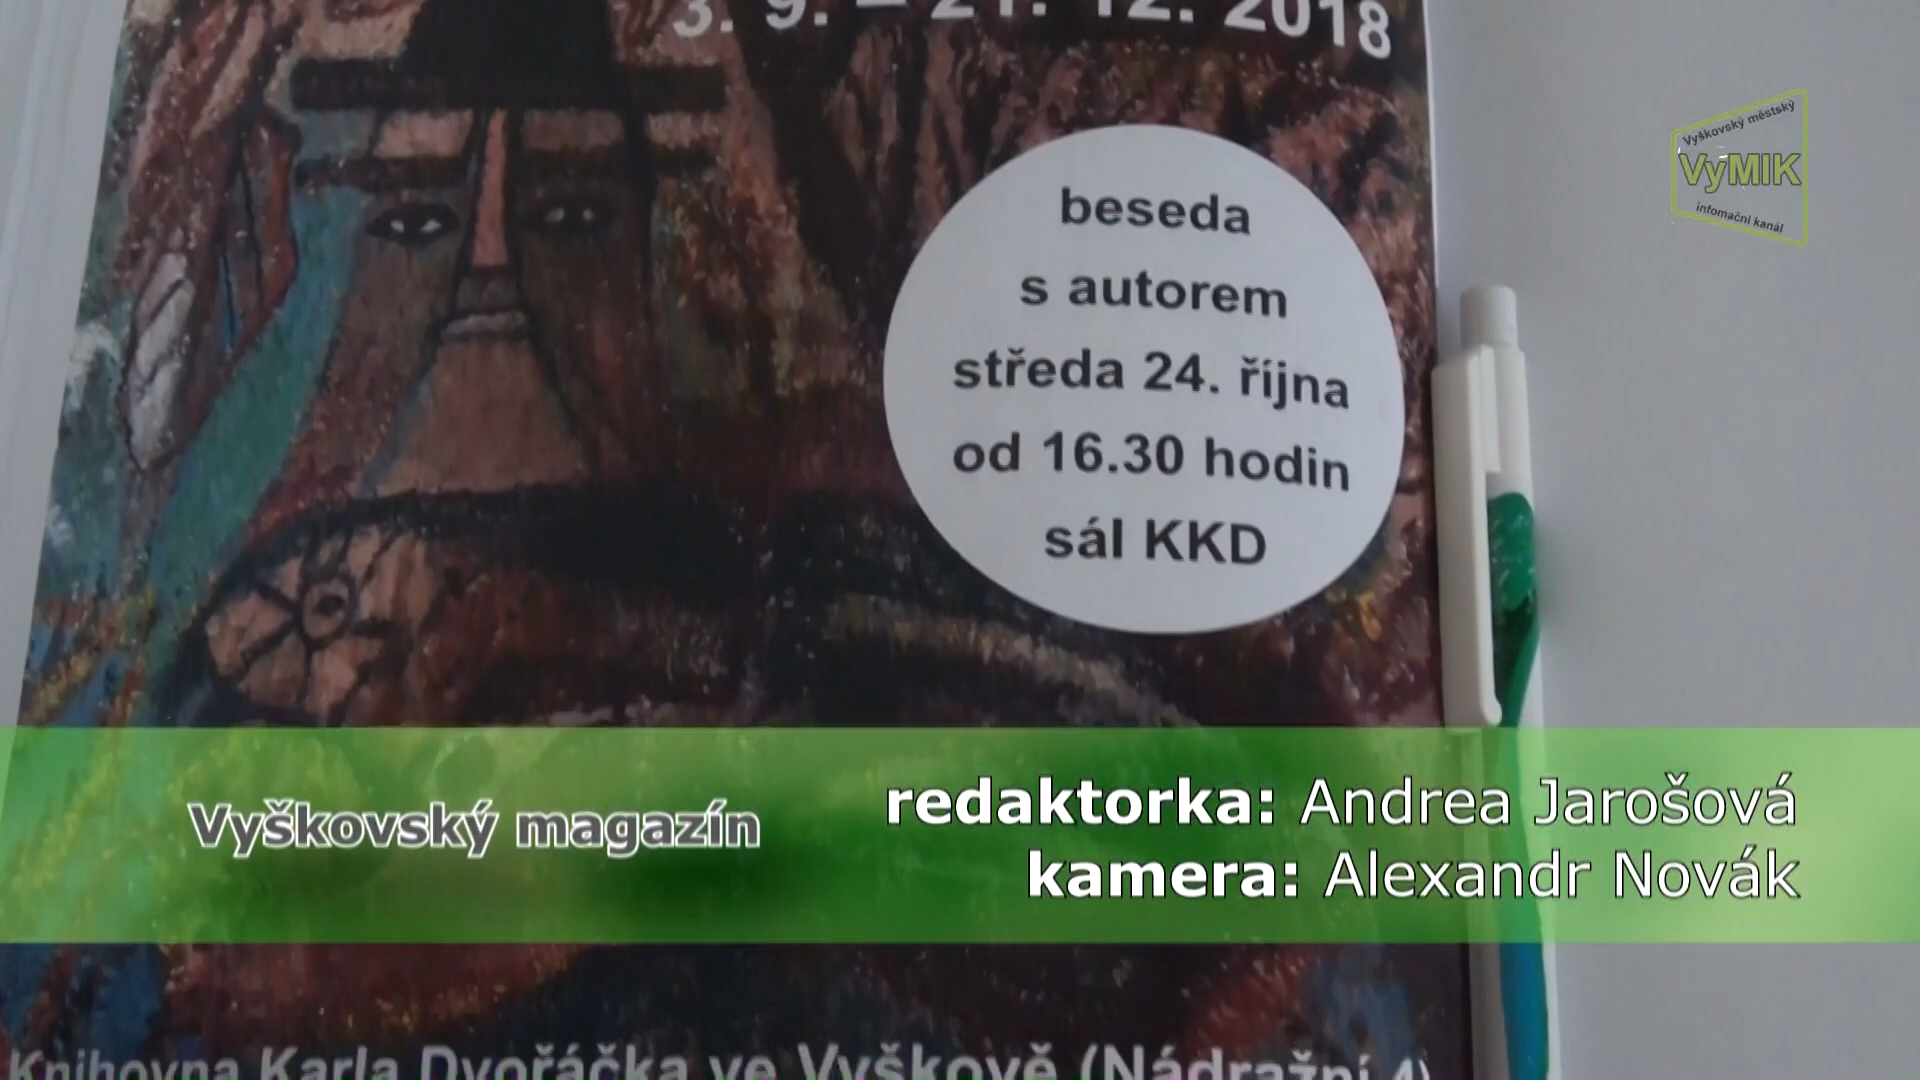 3. 9. – 21. 12. 2018
Vyškovský městský
VyMIK
infomační kanál
beseda
s autorem
středa 24. října
od 16.30 hodin
sál KKD
Vyškovský magazín
redaktorka: Andrea Jarošová
kamera: Alexandr Novák
Knihovna Karla Dvořáčka ve Vyškově (Nádražní 4)